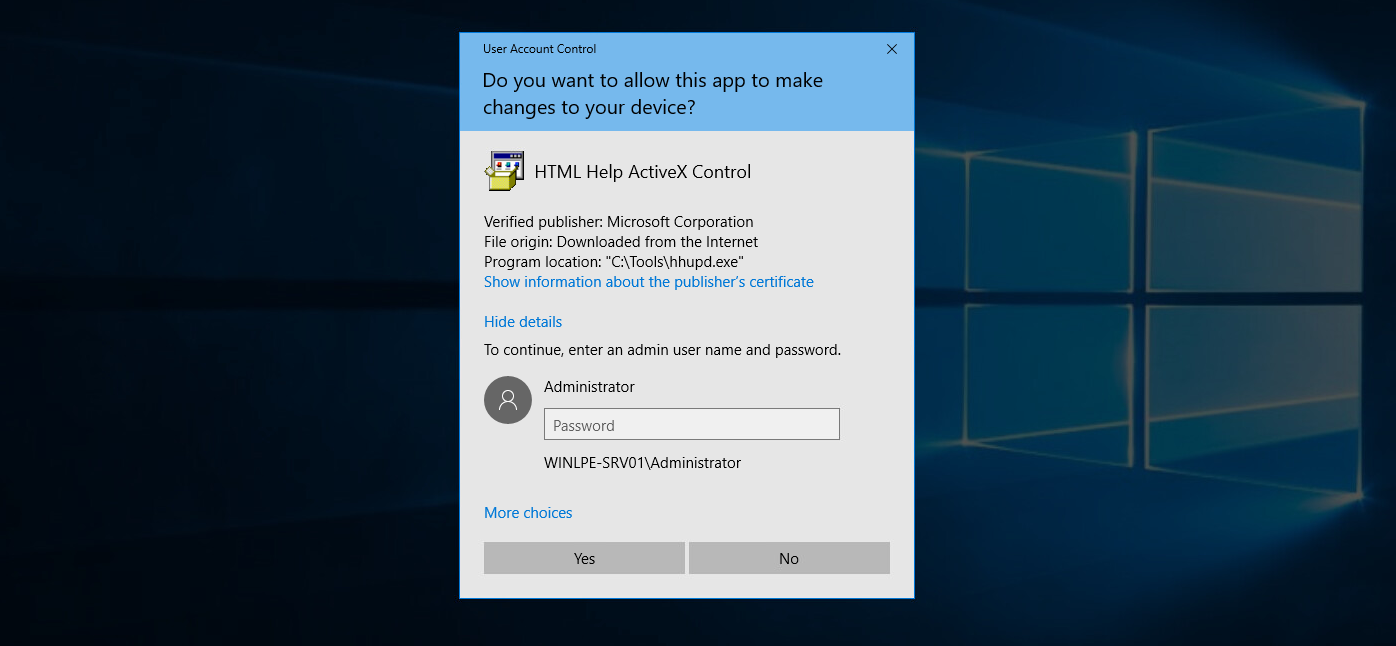 User Account Control
Do you want to allow this app to make
changes to your device?
HTML Help ActiveX Control
Verified publisher: Microsoft Corporation
File origin: Downloaded from the Internet
Program location: "C:\Tools\hhupd.exe"
Show information about the publisher’s certificate
Hide details
To continue, enter an admin user name and password.
Administrator
Password
WINLPE-SRV01\Administrator
More choices
Yes
No